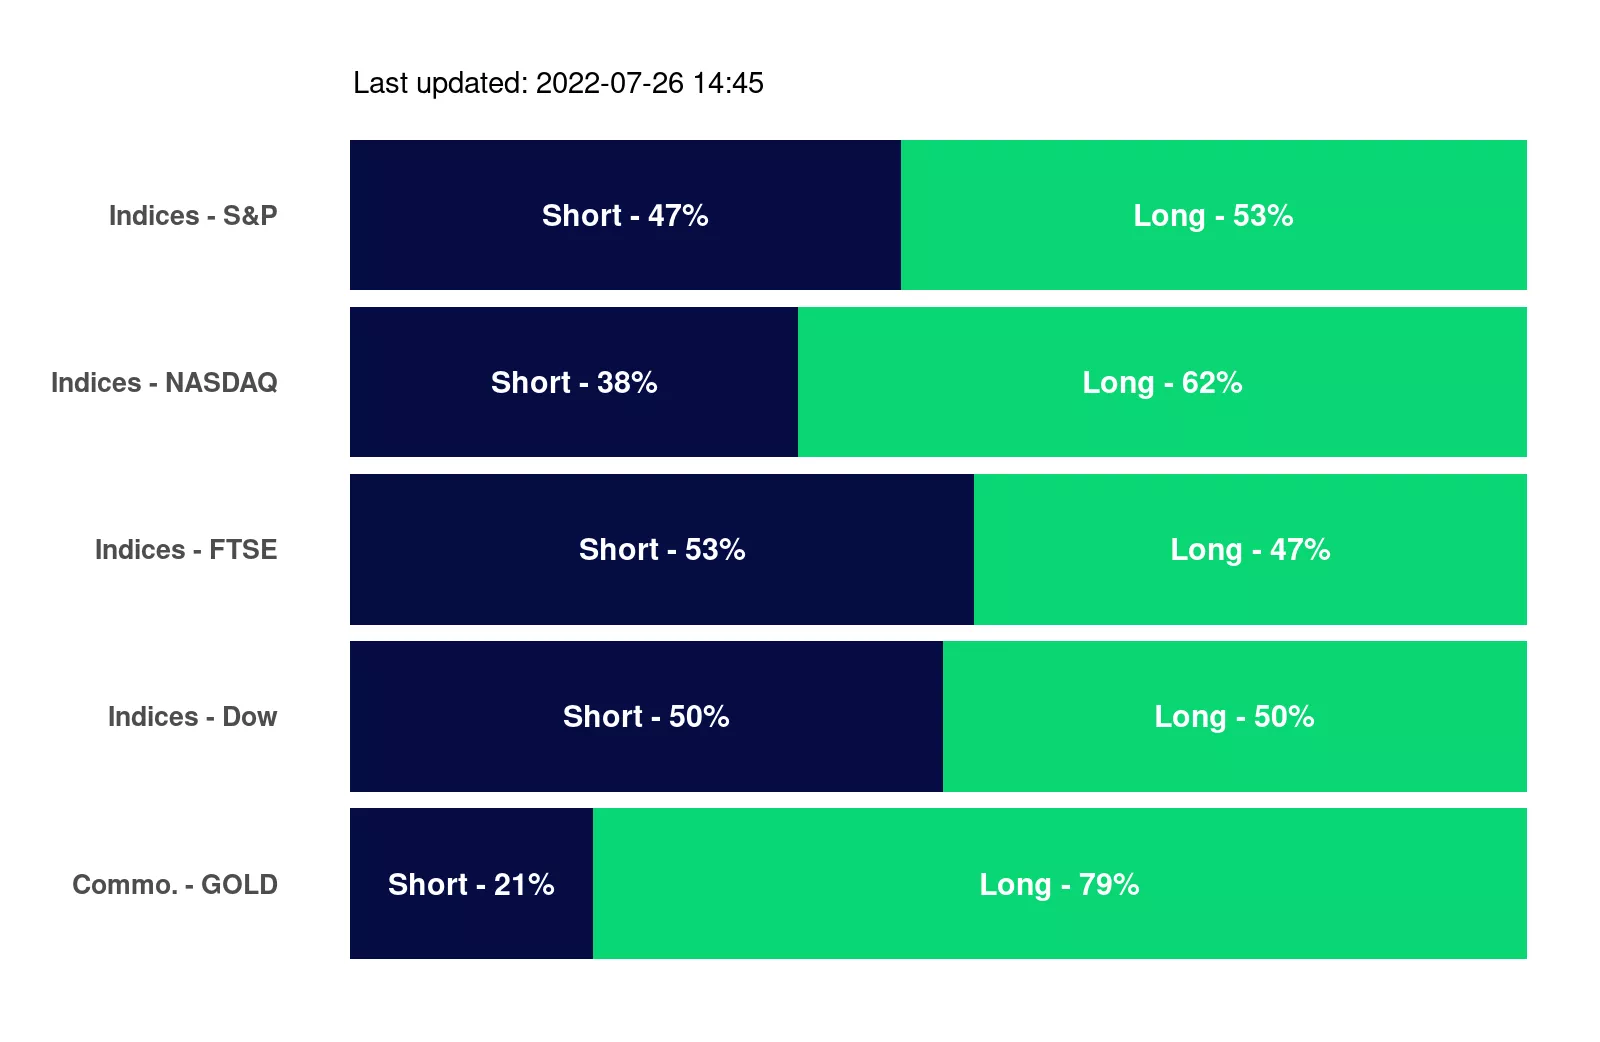 Last updated: 2022-07-26 14:45
Indices - S&P Short - 47% Long - 53%
Indices - NASDAQ Short - 38% Long - 62%
Indices - FTSE Short - 53% Long - 47%
Indices - Dow Short - 50% Long - 50%
Commo. - GOLD Short - 21% Long - 79%